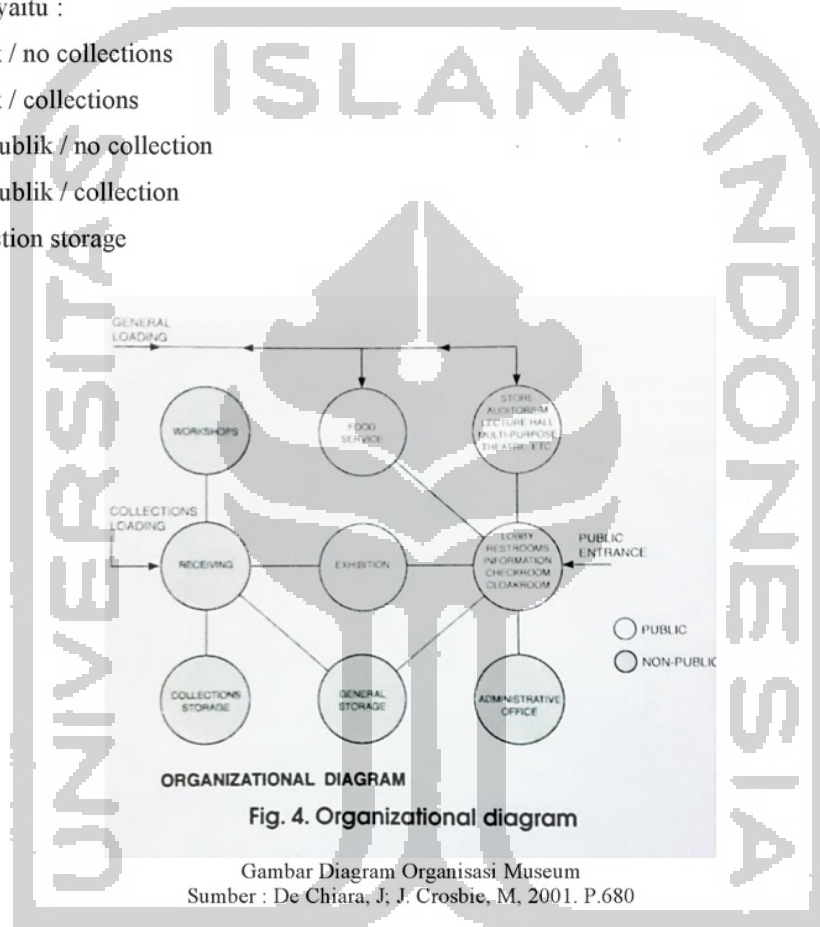 yaitu :
/ no collections
/ collections
ublik / no collection
ublik / collection
tion storage
ISLAM
UNIVERSITAS
INDONESIA
GENERAL
LOADING
WORKSHOPS
FOOD
SERVICE
STORE
AUDITORIUM
LECTURE HALL
MULTI-PURPOSE
THEATRE ETC
COLLECTIONS
LOADING
RECEIVING
EXHIBITION
LOBBY
RESTROOMS
INFORMATION
CHECKROOM
CLOAKROOM
PUBLIC
ENTRANCE
PUBLIC
NON-PUBLIC
COLLECTIONS
STORAGE
GENERAL
STORAGE
ADMINISTRATIVE
OFFICE
ORGANIZATIONAL DIAGRAM
Fig. 4. Organizational diagram
Gambar Diagram Organisasi Museum
Sumber : De Chiara, J; J. Crosbie, M, 2001. P.680